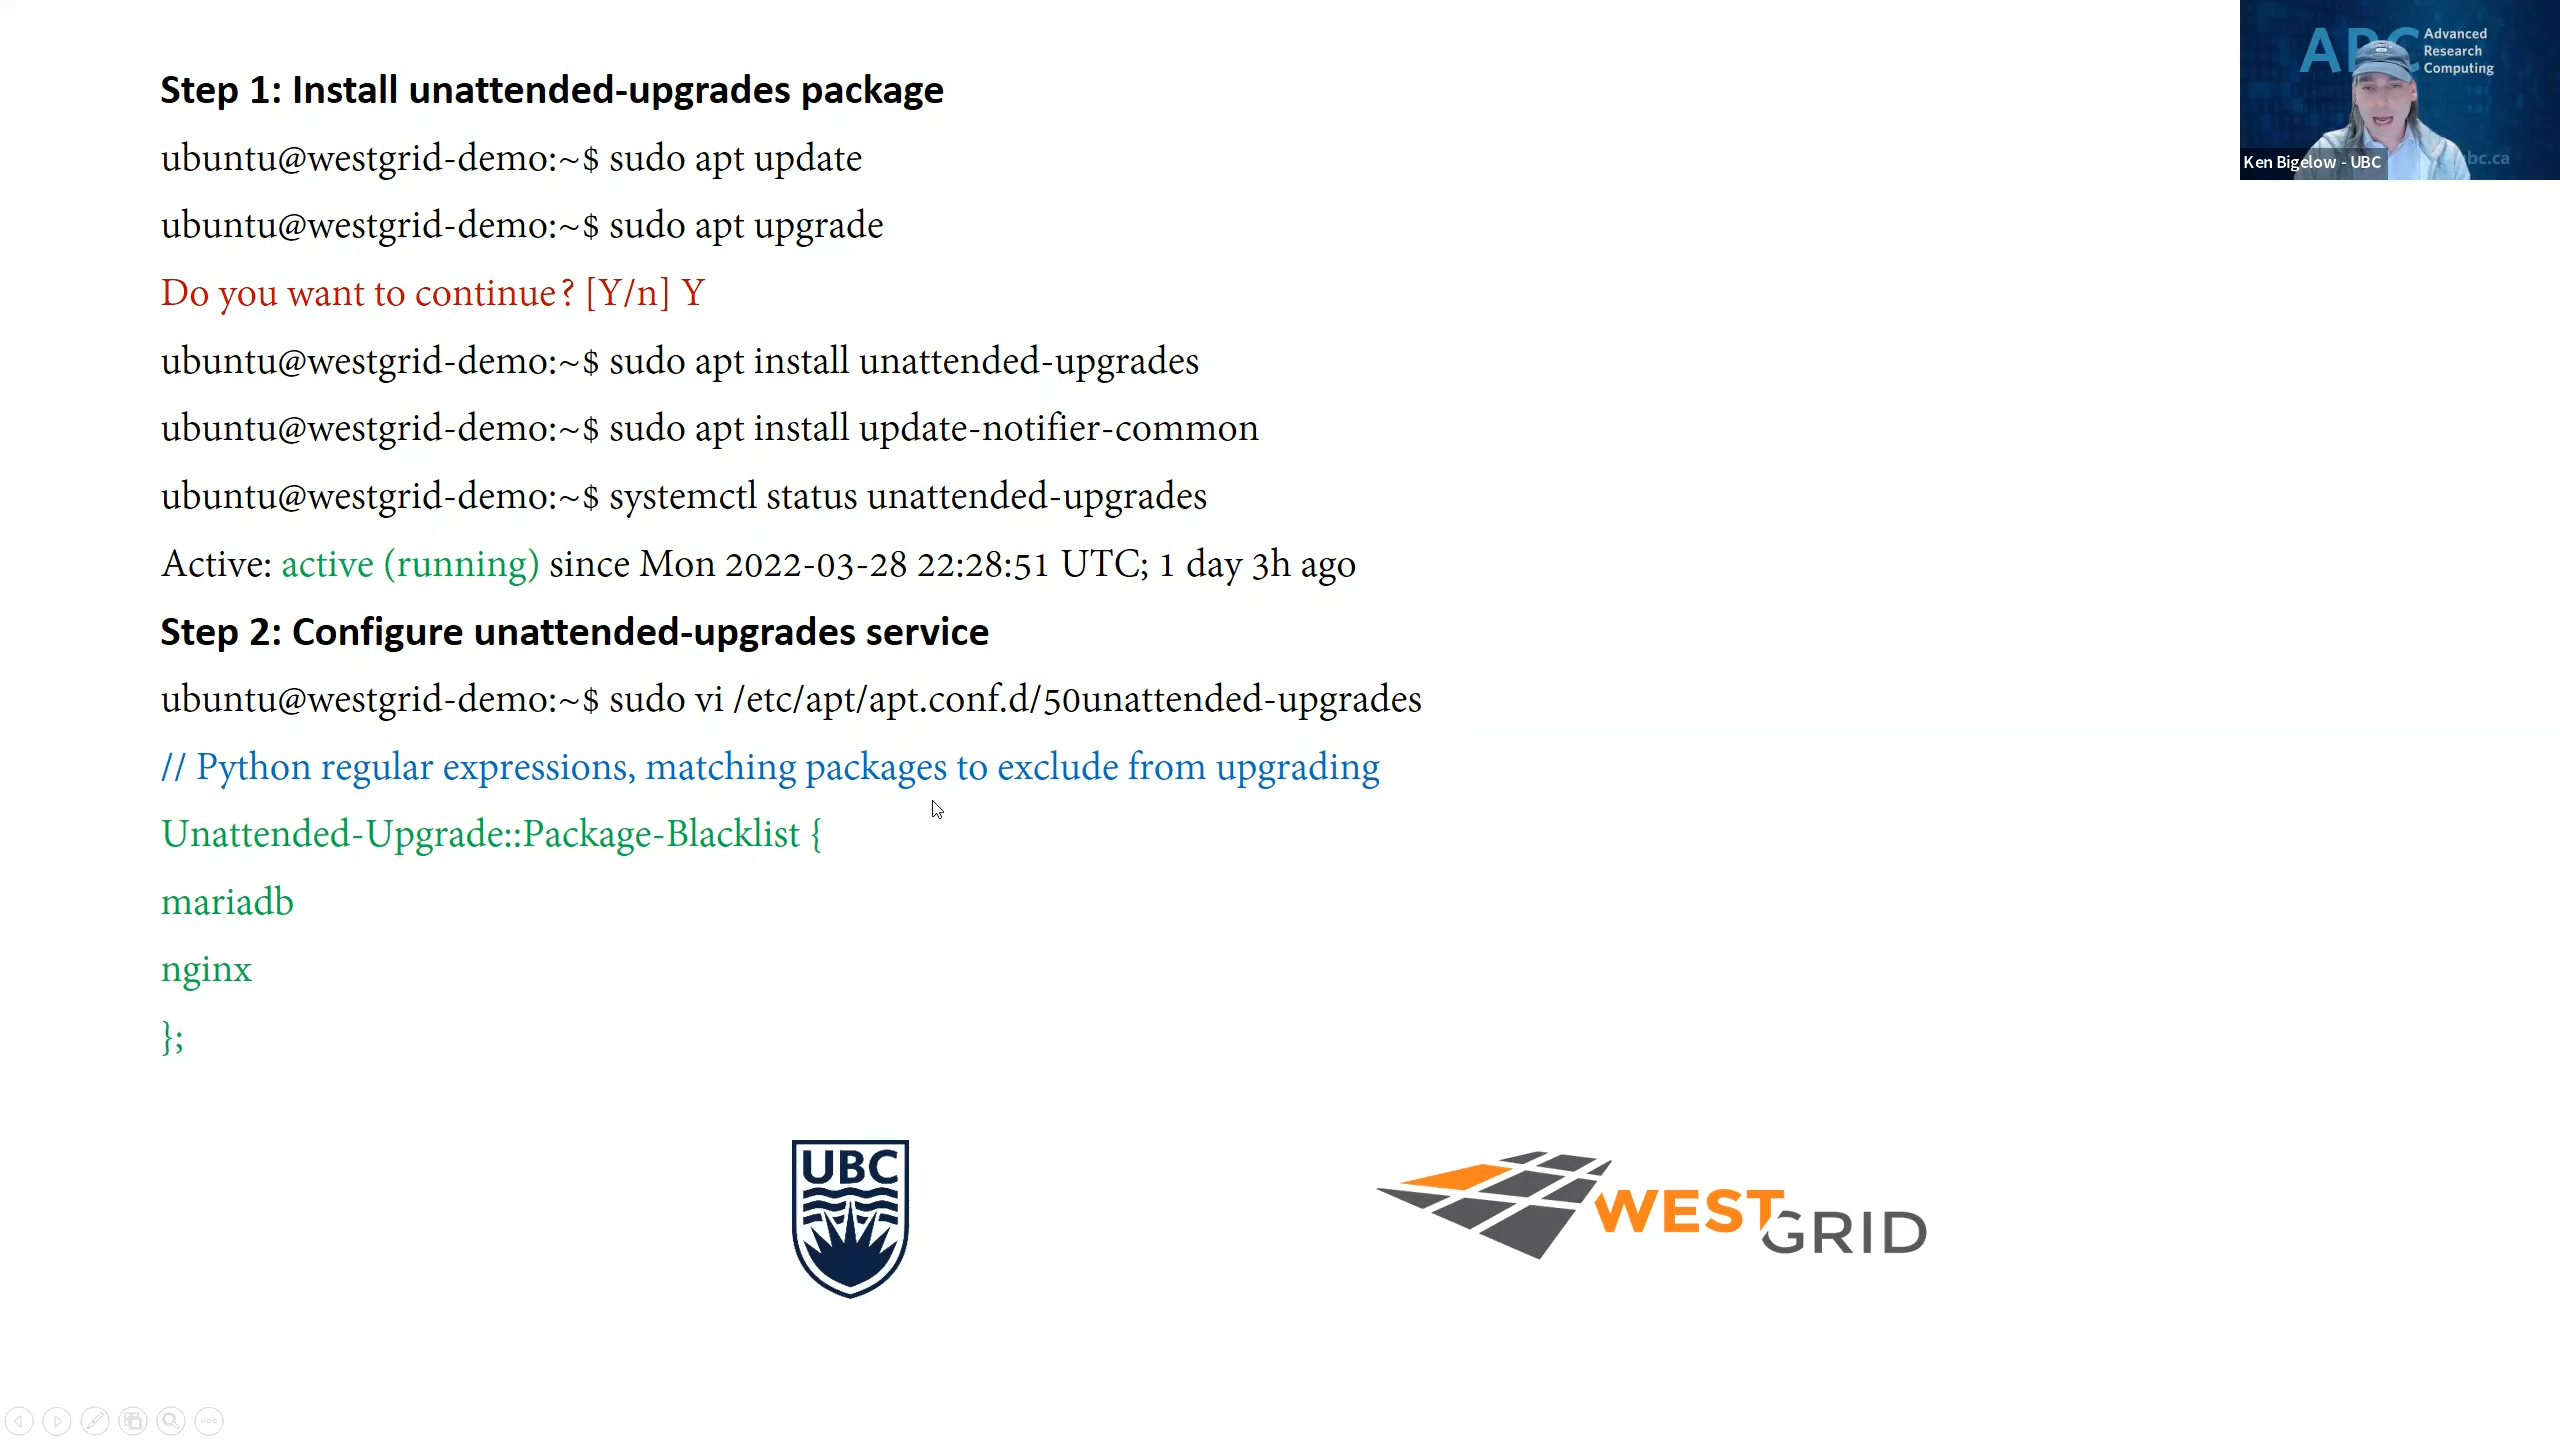 Step 1: Install unattended-upgrades package
ubuntu@westgrid-demo:~$ sudo apt update
ubuntu@westgrid-demo:~$ sudo apt upgrade
Do you want to continue? [Y/n] Y
ubuntu@westgrid-demo:~$ sudo apt install unattended-upgrades
ubuntu@westgrid-demo:~$ sudo apt install update-notifier-common
ubuntu@westgrid-demo:~$ systemctl status unattended-upgrades
Active: active (running) since Mon 2022-03-28 22:28:51 UTC; 1 day 3h ago
Step 2: Configure unattended-upgrades service
ubuntu@westgrid-demo:~$ sudo vi /etc/apt/apt.conf.d/50unattended-upgrades
// Python regular expressions, matching packages to exclude from upgrading
Unattended-Upgrade::Package-Blacklist {
mariadb
nginx
};
UBC
WESTGRID
Advanced
Research
Computing
Ken Bigelow - UBC